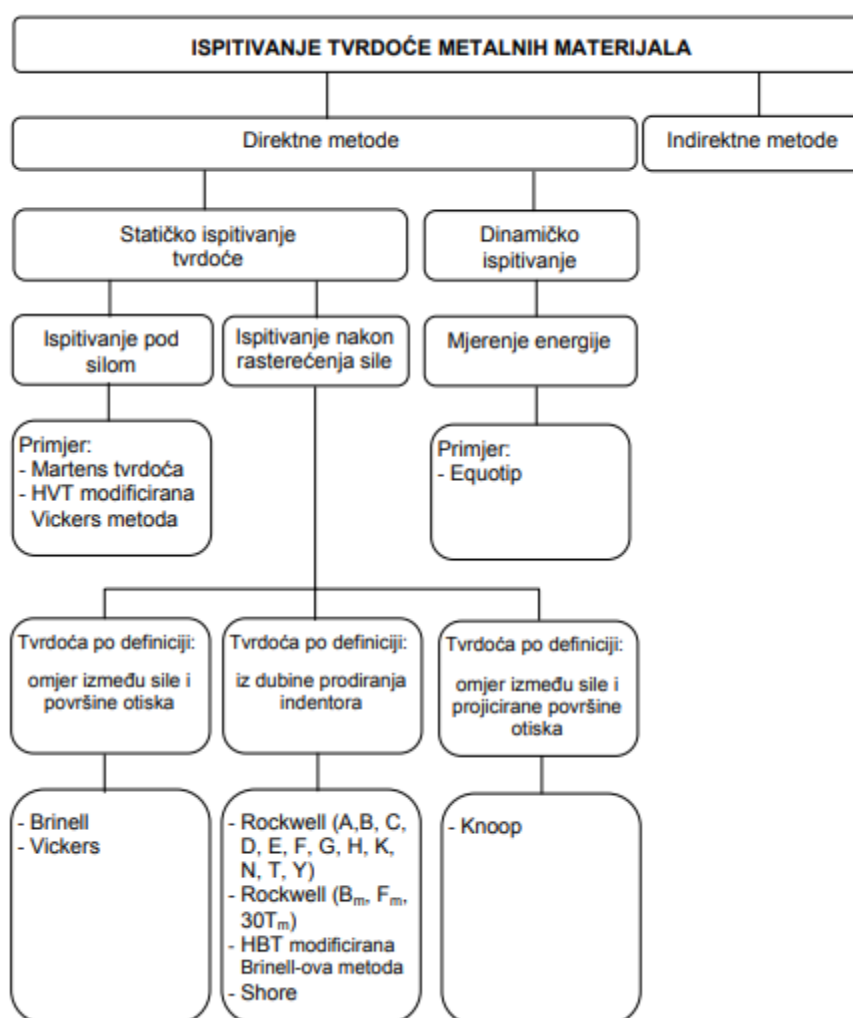 ISPITIVANJE TVRDOĆE METALNIH MATERIJALA
Direktne metode
Indirektne metode
Statičko ispitivanje
tvrdoće
Dinamičko
ispitivanje
Ispitivanje pod
silom
Ispitivanje nakon
rasterećenja sile
Mjerenje energije
Primjer:
- Martens tvrdoća
- HVT modificirana
Vickers metoda
Primjer:
- Equotip
Tvrdoća po definiciji:
omjer između sile i
površine otiska
Tvrdoća po definiciji:
iz dubine prodiranja
indentora
Tvrdoća po definiciji:
omjer između sile i
projicirane površine
otiska
- Brinell
- Vickers
- Rockwell (A,B, C,
D, E, F, G, H, K,
N, T, Y)
- Rockwell (Bm, Fm,
30Tm)
- HBT modificirana
Brinell-ova metoda
- Shore
- Knoop